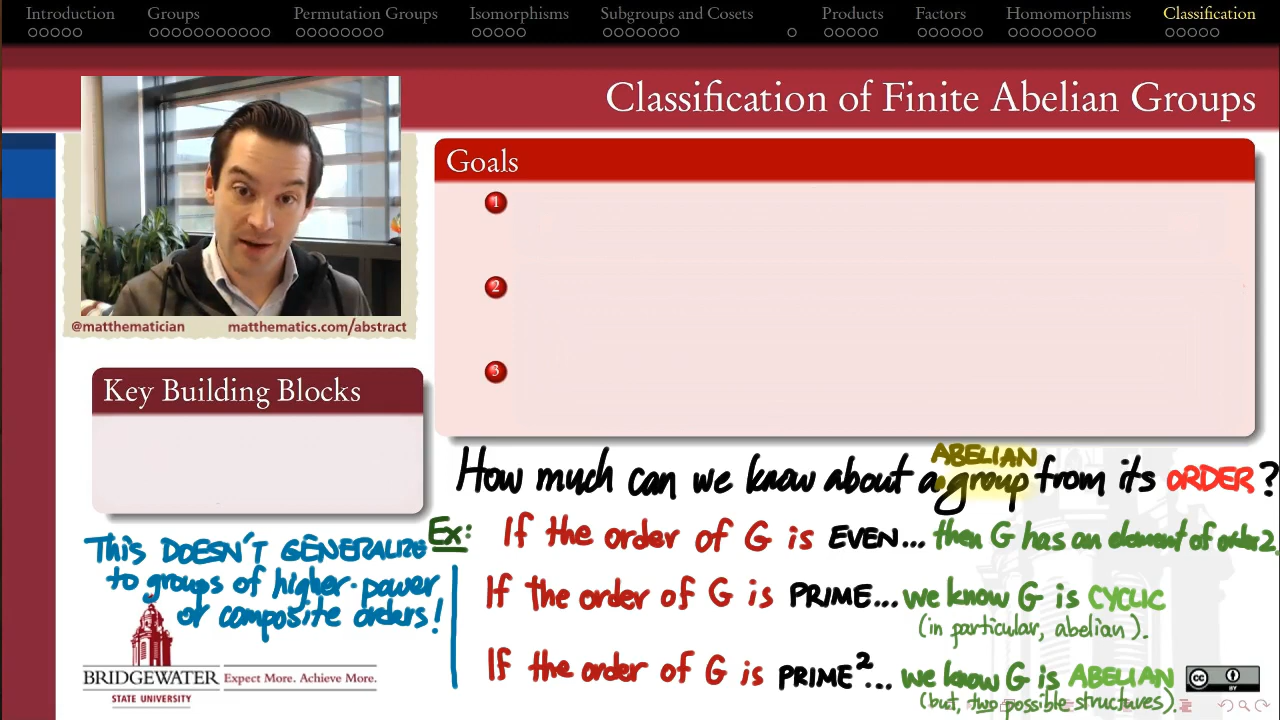 Introduction Groups Permutation Groups Isomorphisms Subgroups and Cosets Products Factors Homomorphisms Classification
Classification of Finite Abelian Groups
@matthematician matthematics.com/abstract
Goals
1
2
3
Key Building Blocks
ABELIAN
How much can we know about a group from its ORDER?
Ex: If the order of G is EVEN... then G has an element of order 2.
If the order of G is PRIME... we know G is CYCLIC
(in particular, abelian).
If the order of G is PRIME²... we know G is ABELIAN
(but, two possible structures).
This DOESN'T GENERALIZE
to groups of higher-power
or composite orders!
BRIDGEWATER
STATE UNIVERSITY
Expect More. Achieve More.
CC BY